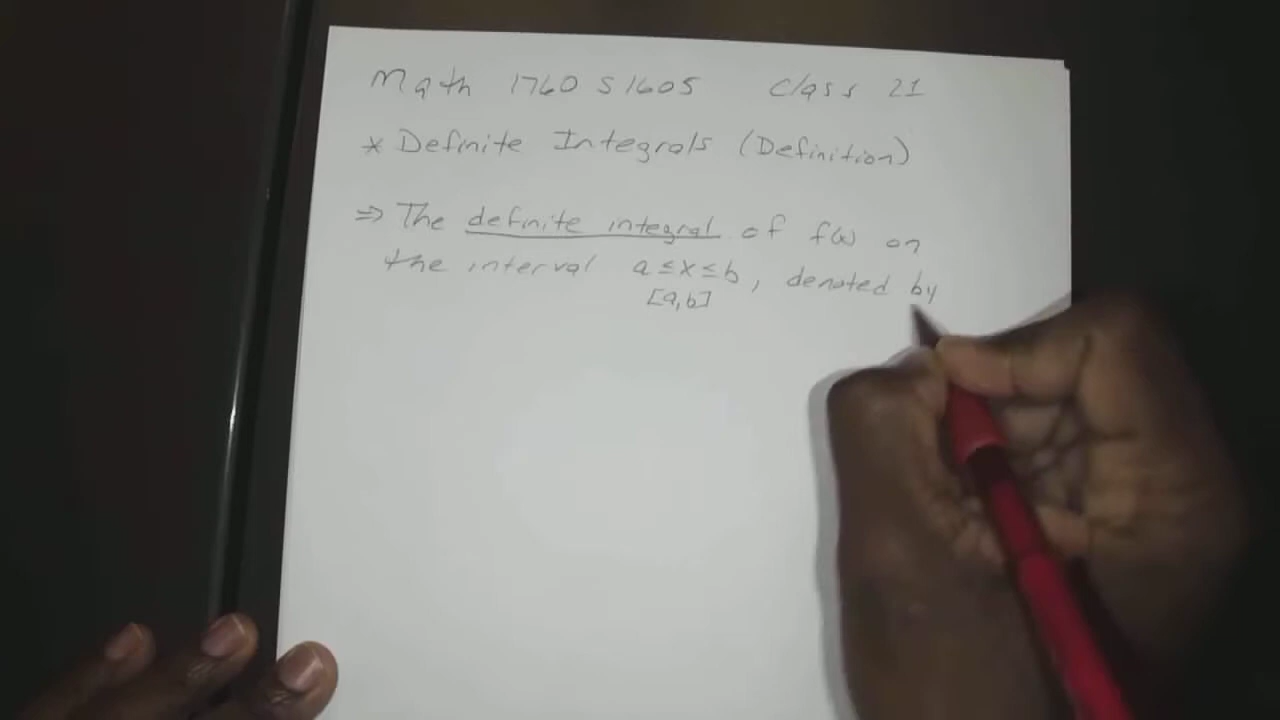 Math 1760 S1605 Class 21
* Definite Integrals (Definition)
⇒ The definite integral of f(x) on
the interval a ≤ x ≤ b, denoted by
[a,b]